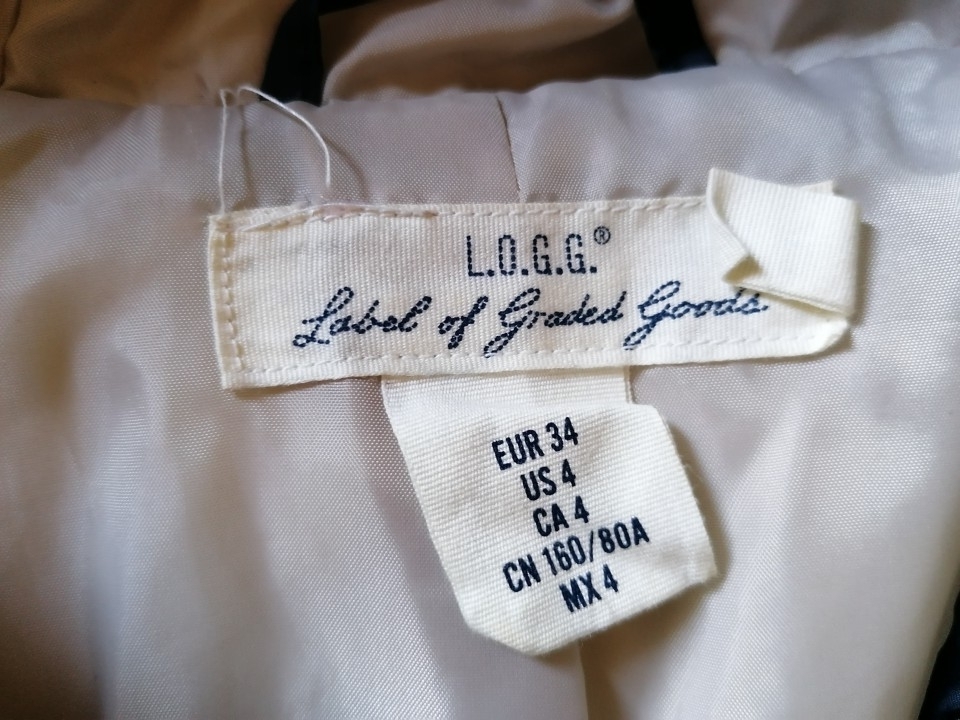 L.O.G.G.®
Label of Graded Goods
EUR 34
US 4
CA 4
CN 160/80A
MX 4